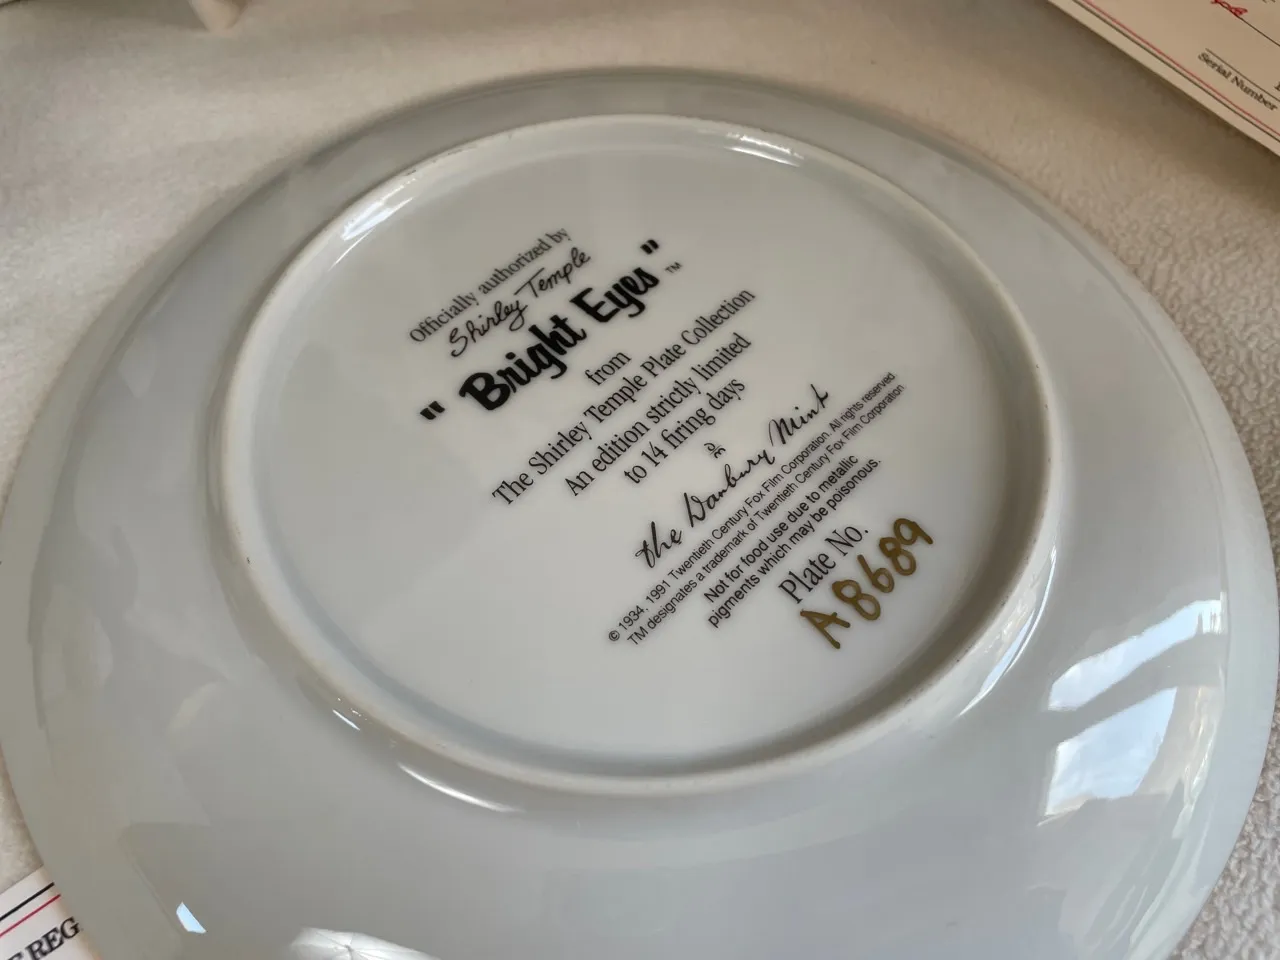 Officially authorized by
Shirley Temple
"Bright Eyes"™
from
The Shirley Temple Plate Collection
An edition strictly limited
to 14 firing days
The Danbury Mint
© 1934, 1991 Twentieth Century Fox Film Corporation. All rights reserved.
TM designates a trademark of Twentieth Century Fox Film Corporation
Not for food use due to metallic
pigments which may be poisonous.
Plate No.
A8689
Serial Number
REG